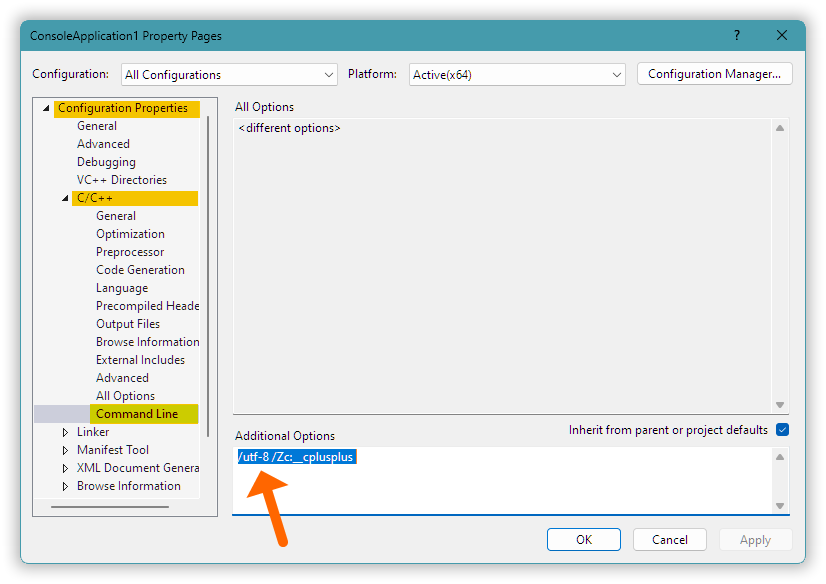 ConsoleApplication1 Property Pages
?
Configuration: All Configurations Platform: Active(x64) Configuration Manager...
Configuration Properties
General
Advanced
Debugging
VC++ Directories
C/C++
General
Optimization
Preprocessor
Code Generation
Language
Precompiled Heade
Output Files
Browse Information
External Includes
Advanced
All Options
Command Line
Linker
Manifest Tool
XML Document Genera
Browse Information
All Options
<different options>
Additional Options
Inherit from parent or project defaults
/utf-8 /Zc:__cplusplus
OK Cancel Apply